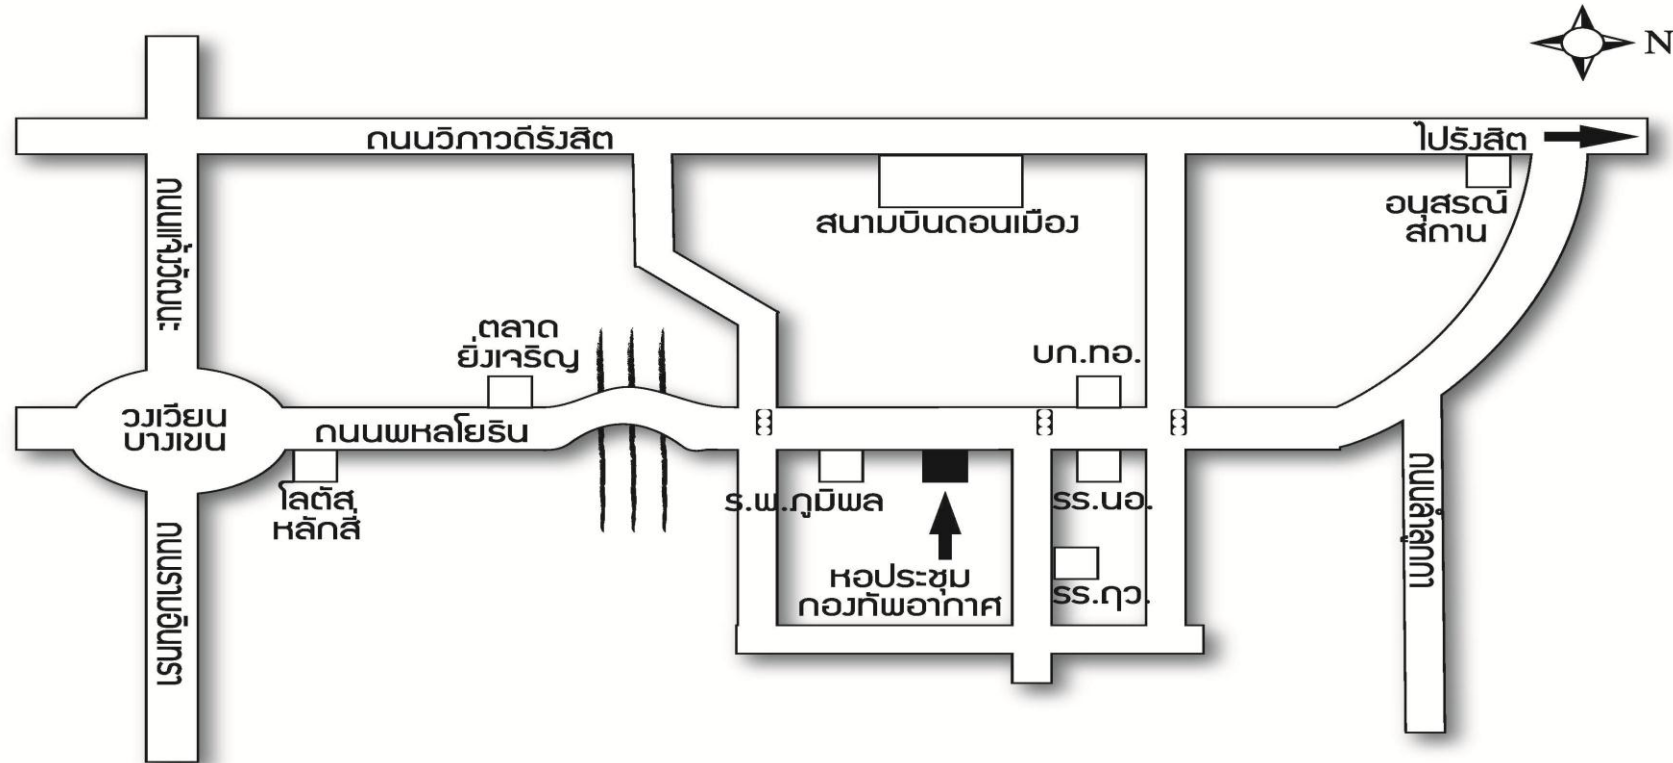 N
ถนนวิภาวดีรังสิต
ไปรังสิต
อนุสรณ์
สถาน
สนามบินดอนเมือง
ถนนแจ้งวัฒนะ
ตลาด
ยิ่งเจริญ
บก.ทอ.
วงเวียน
บางเขน
ถนนพหลโยธิน
โลตัส
หลักสี่
ร.พ.ภูมิพล
รร.นอ.
หอประชุม
กองทัพอากาศ
รร.ฤว.
ถนนรามอินทรา
ถนนลำลูกกา